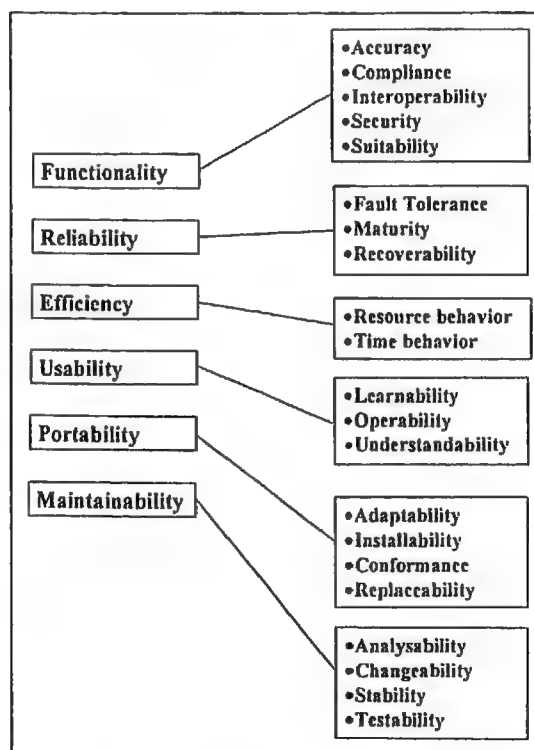 Functionality
•Accuracy
•Compliance
•Interoperability
•Security
•Suitability
Reliability
•Fault Tolerance
•Maturity
•Recoverability
Efficiency
•Resource behavior
•Time behavior
Usability
•Learnability
•Operability
•Understandability
Portability
•Adaptability
•Installability
•Conformance
•Replaceability
Maintainability
•Analysability
•Changeability
•Stability
•Testability